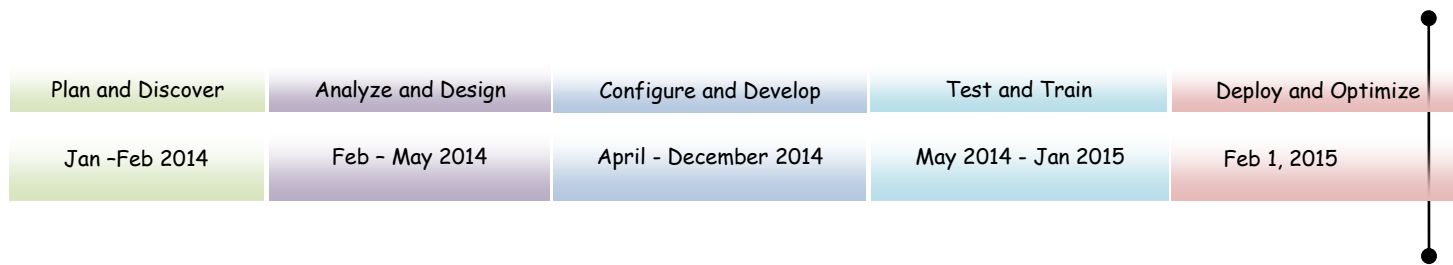 Plan and Discover
Analyze and Design
Configure and Develop
Test and Train
Deploy and Optimize
Jan –Feb 2014
Feb – May 2014
April - December 2014
May 2014 - Jan 2015
Feb 1, 2015